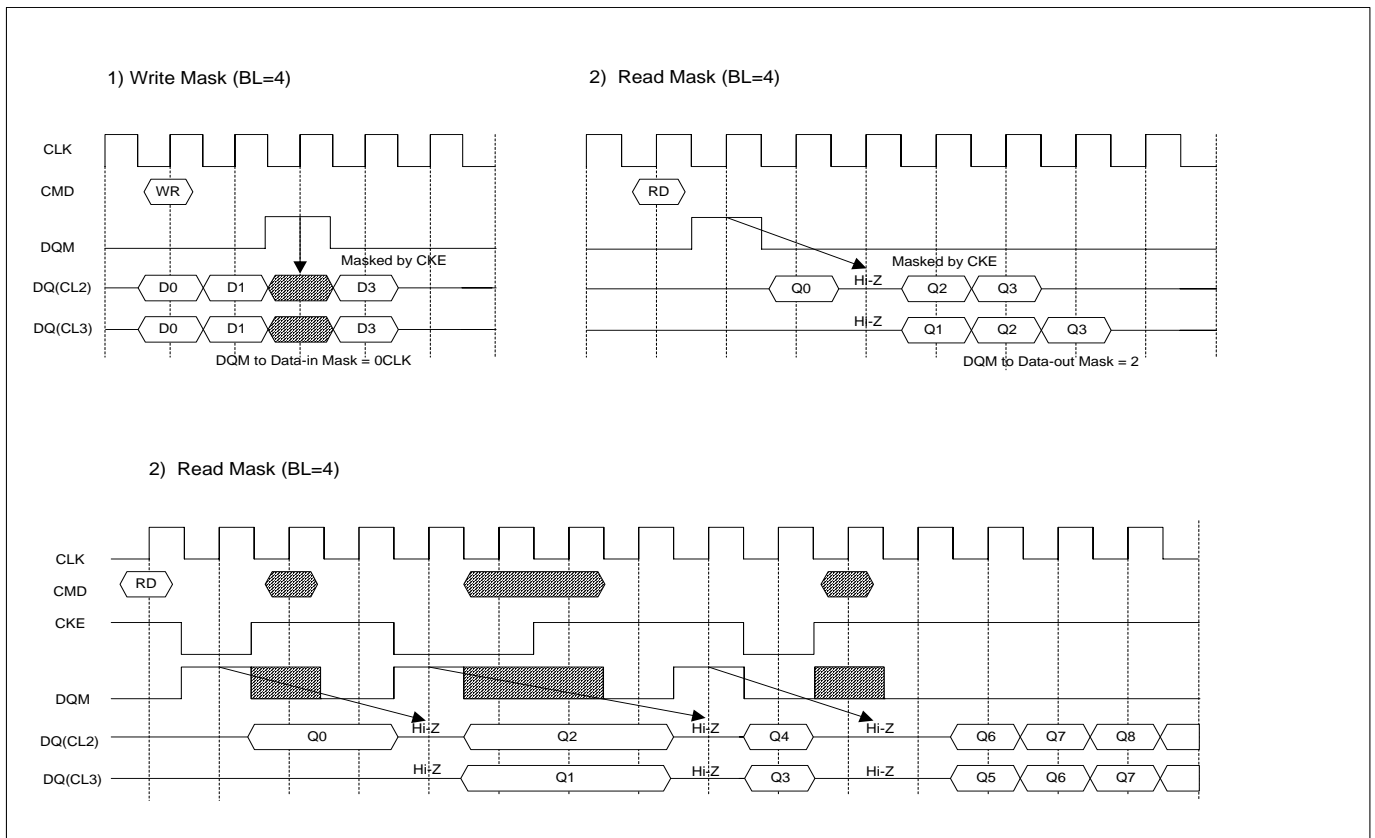 1) Write Mask (BL=4)
CLK
CMD
WR
DQM
Masked by CKE
DQ(CL2)
D0
D1
D3
DQ(CL3)
D0
D1
D3
DQM to Data-in Mask = 0CLK
2) Read Mask (BL=4)
RD
Masked by CKE
Hi-Z
Q0
Q2
Q3
Hi-Z
Q1
Q2
Q3
DQM to Data-out Mask = 2
2) Read Mask (BL=4)
CLK
RD
CMD
CKE
DQM
Hi-Z
Hi-Z
Hi-Z
DQ(CL2)
Q0
Q2
Q4
Q6
Q7
Q8
DQ(CL3)
Hi-Z
Q1
Hi-Z
Q3
Hi-Z
Q5
Q6
Q7